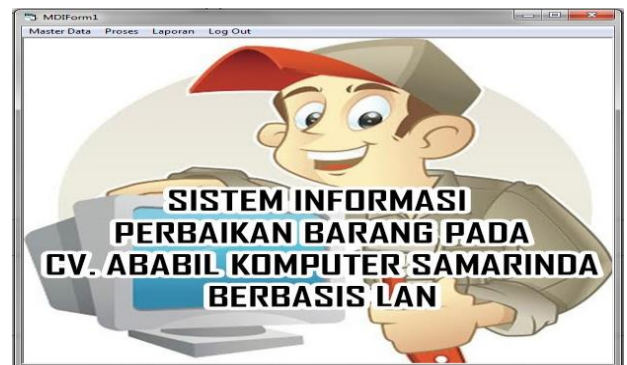 MDIForm1
Master Data Proses Laporan Log Out
SISTEM INFORMASI
PERBAIKAN BARANG PADA
CV. ABABIL KOMPUTER SAMARINDA
BERBASIS LAN